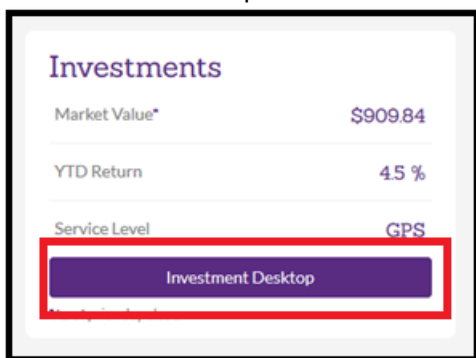 Investments
Market Value* $909.84
YTD Return 4.5 %
Service Level GPS
Investment Desktop